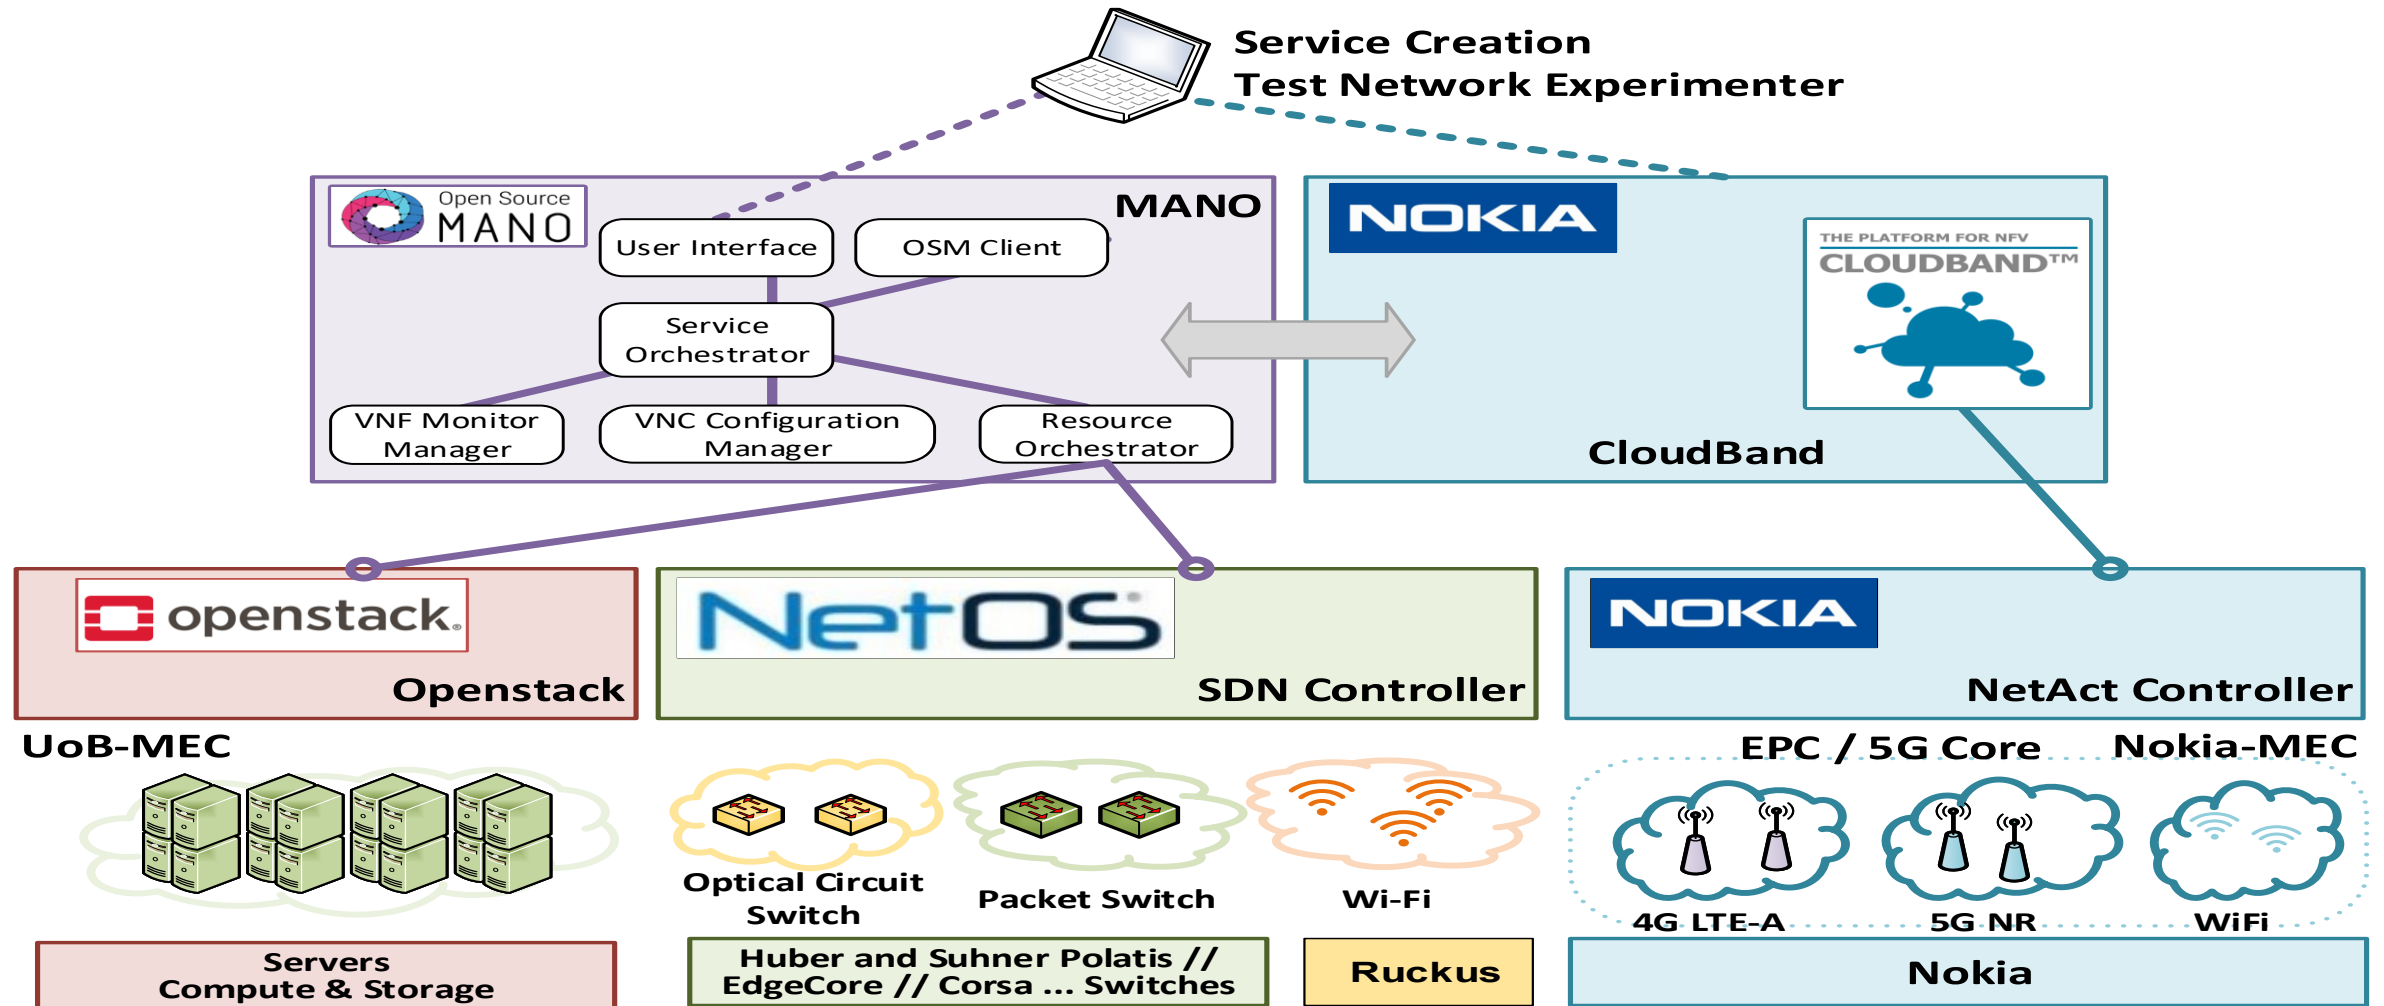 Service Creation
Test Network Experimenter
Open Source
MANO
MANO
User Interface
OSM Client
Service
Orchestrator
VNF Monitor
Manager
VNC Configuration
Manager
Resource
Orchestrator
NOKIA
THE PLATFORM FOR NFV
CLOUDBAND™
CloudBand
openstack.
Openstack
NetOS
SDN Controller
NOKIA
NetAct Controller
UoB-MEC
EPC / 5G Core
Nokia-MEC
Optical Circuit
Switch
Packet Switch
Wi-Fi
4G LTE-A
5G NR
WiFi
Servers
Compute & Storage
Huber and Suhner Polatis //
EdgeCore // Corsa ... Switches
Ruckus
Nokia